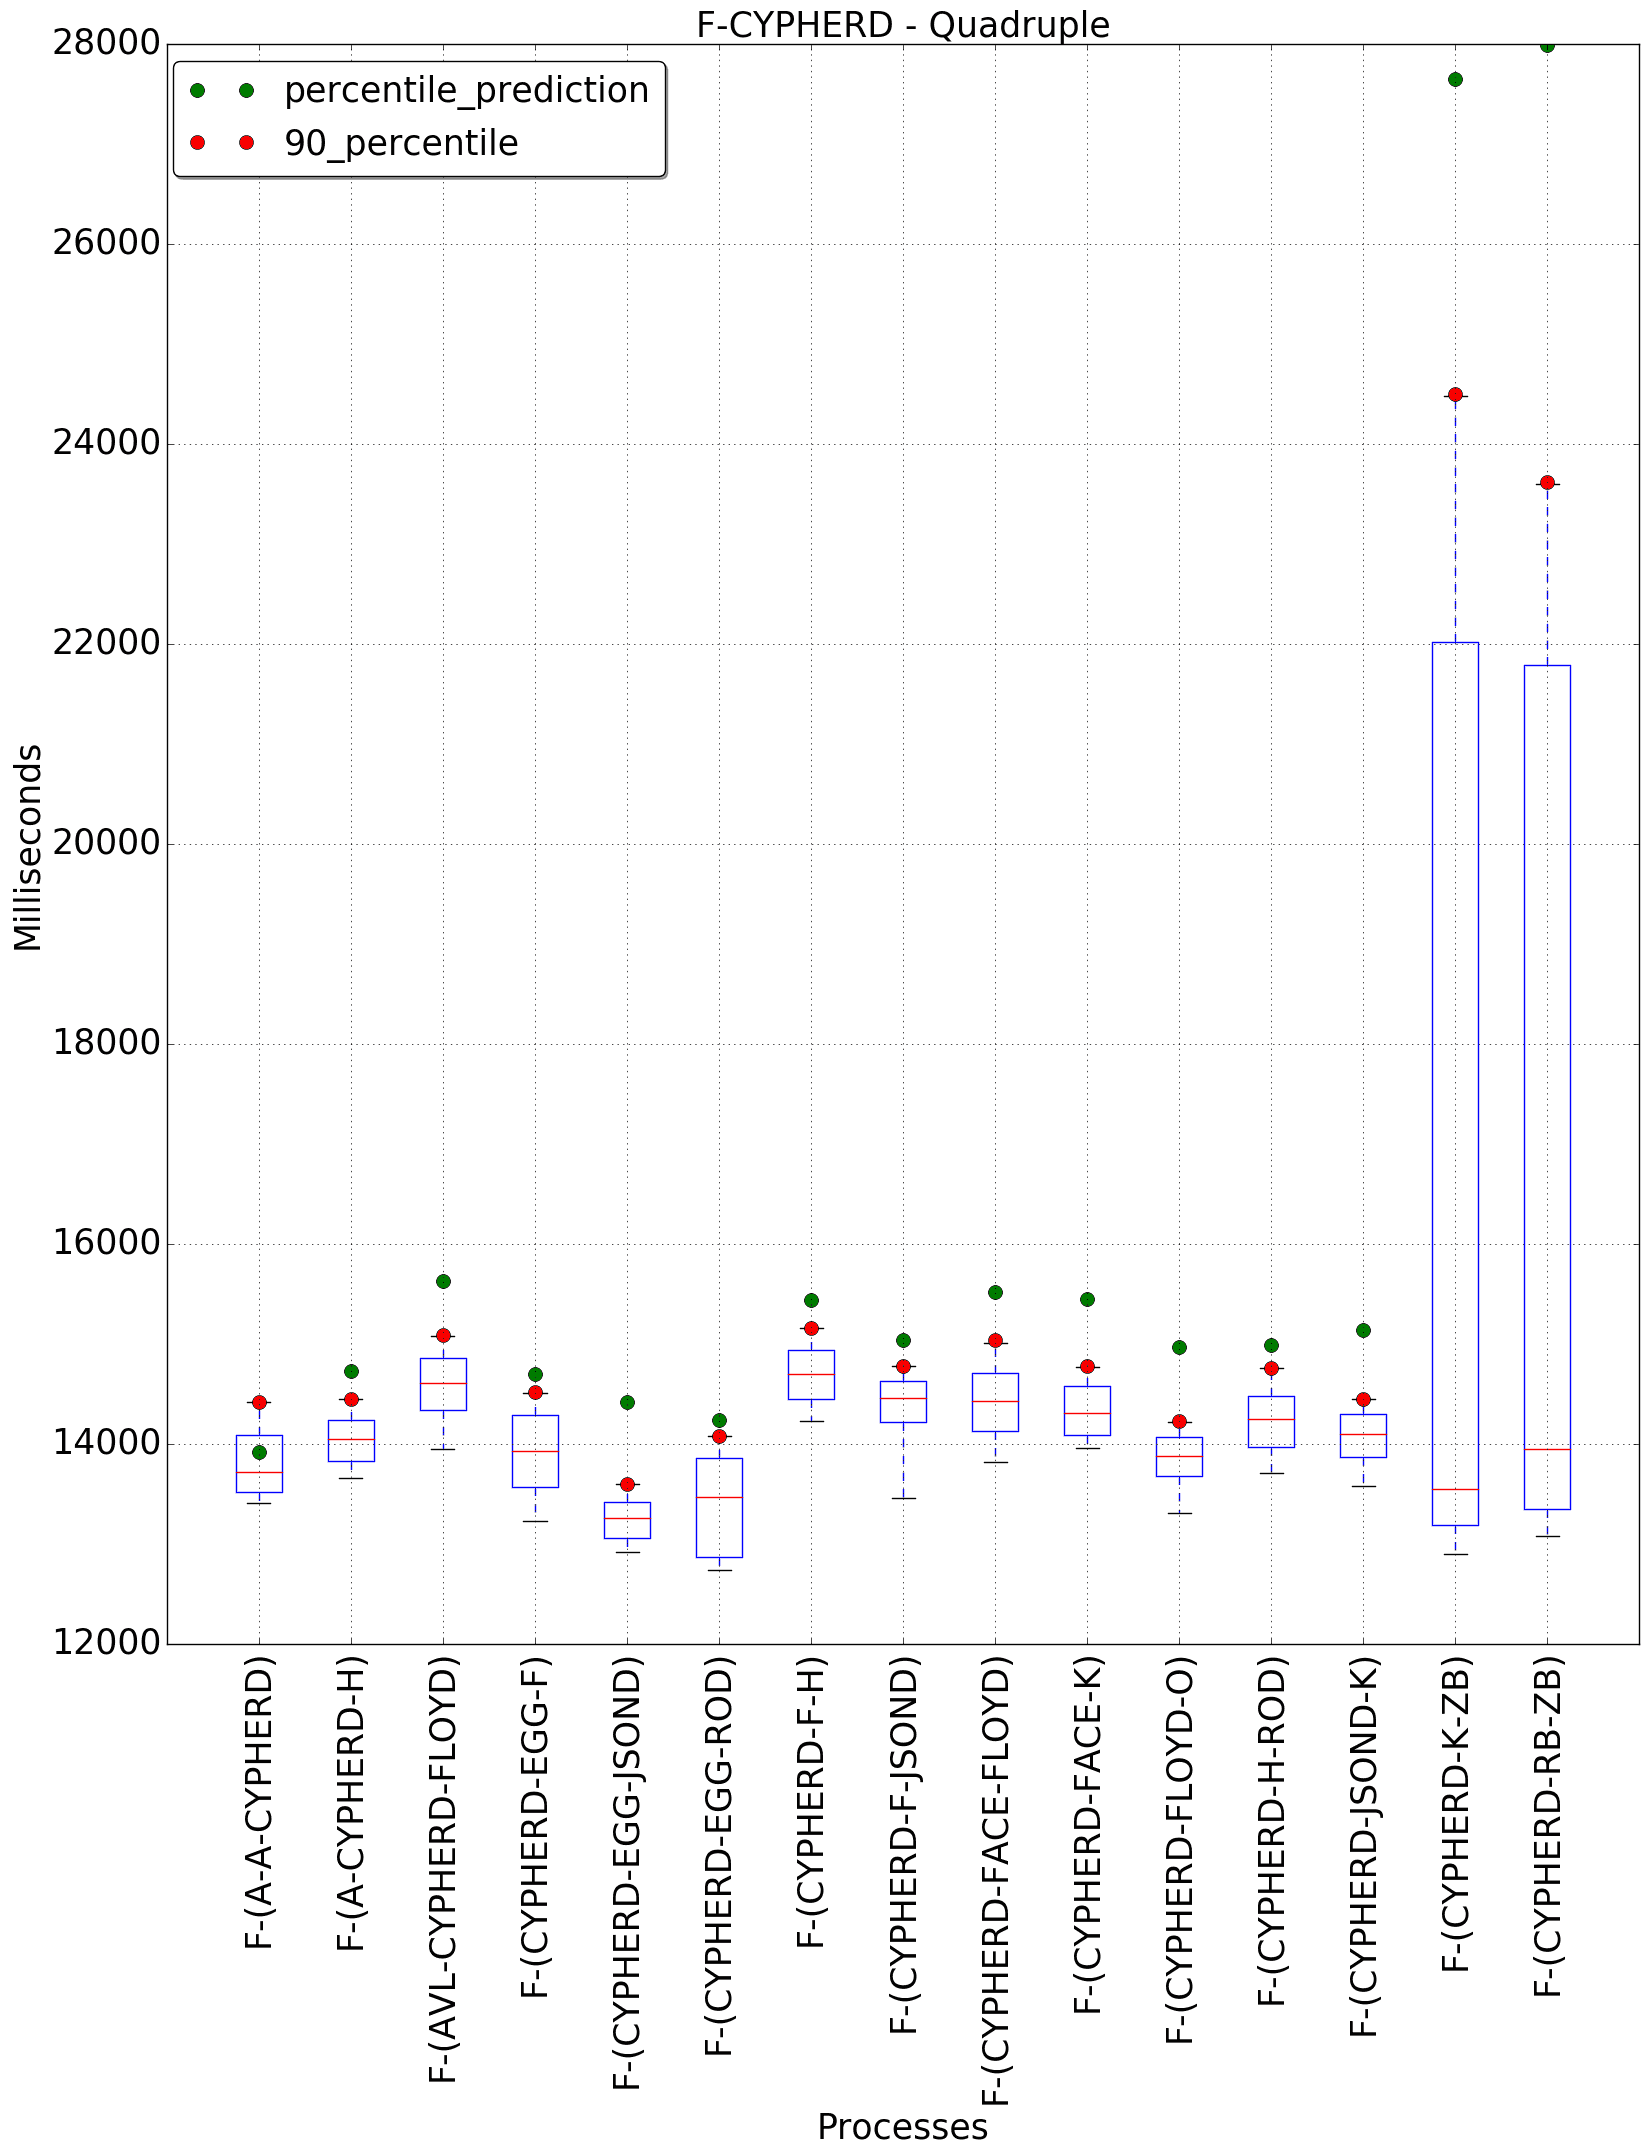 F-CYPHERD - Quadruple
percentile_prediction
90_percentile
28000
26000
24000
22000
20000
18000
16000
14000
12000
Milliseconds
F-(A-A-CYPHERD)
F-(A-CYPHERD-H)
F-(AVL-CYPHERD-FLOYD)
F-(CYPHERD-EGG-F)
F-(CYPHERD-EGG-JSOND)
F-(CYPHERD-EGG-ROD)
F-(CYPHERD-F-H)
F-(CYPHERD-F-JSOND)
F-(CYPHERD-FACE-FLOYD)
F-(CYPHERD-FACE-K)
F-(CYPHERD-FLOYD-O)
F-(CYPHERD-H-ROD)
F-(CYPHERD-JSOND-K)
F-(CYPHERD-K-ZB)
F-(CYPHERD-RB-ZB)
Processes